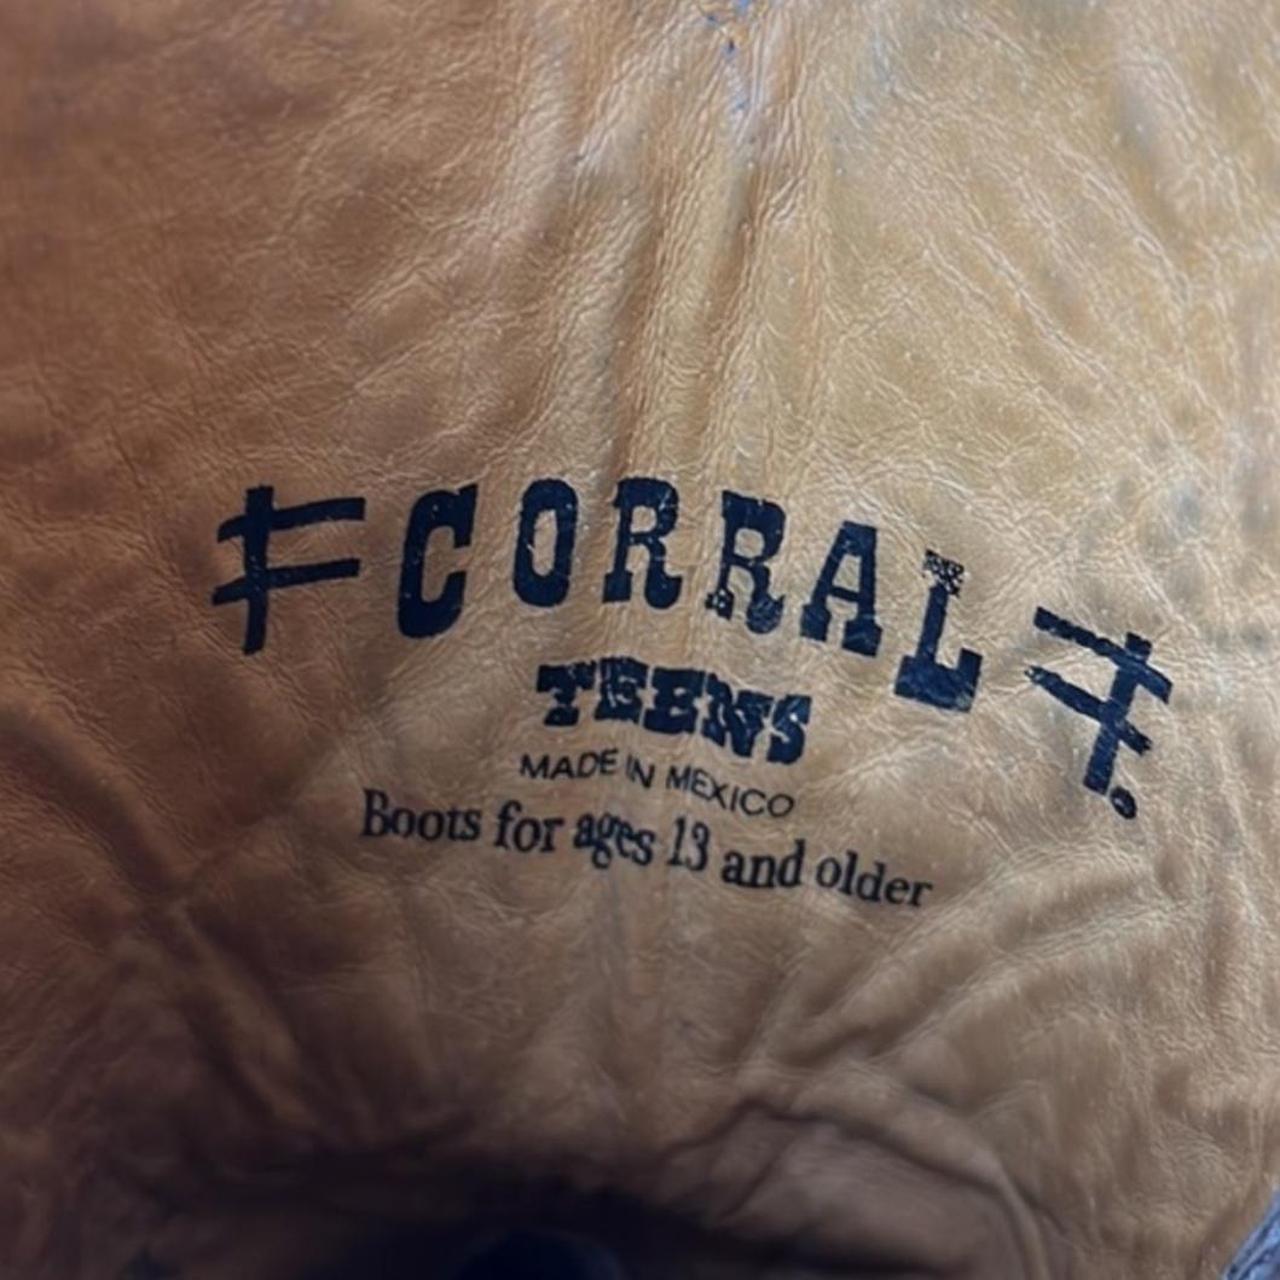 CORRAL
TEENS
MADE IN MEXICO
Boots for ages 13 and older